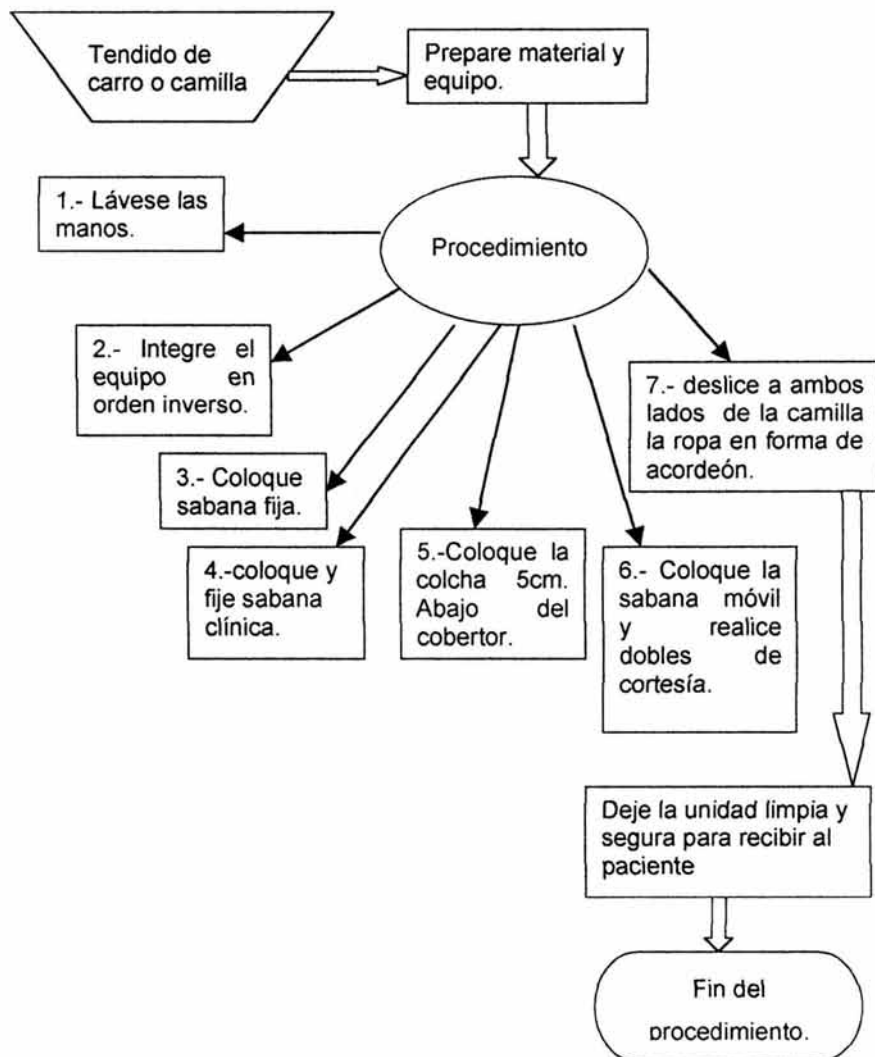 Tendido de
carro o camilla
Prepare material y
equipo.
Procedimiento
1.- Lávese las
manos.
2.- Integre el
equipo en
orden inverso.
3.- Coloque
sabana fija.
4.-coloque y
fije sabana
clínica.
5.-Coloque la
colcha 5cm.
Abajo del
cobertor.
6.- Coloque la
sabana móvil
y realice
dobles de
cortesía.
7.- deslice a ambos
lados de la camilla
la ropa en forma de
acordeón.
Deje la unidad limpia y
segura para recibir al
paciente
Fin del
procedimiento.